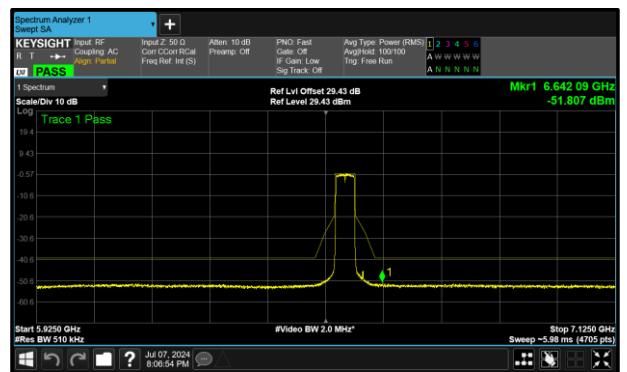 Spectrum Analyzer 1
Swept SA
KEYSIGHT Input: RF Input Z: 50 Ω Atten: 10 dB PNO: Fast Avg Type: Power (RMS) 1 2 3 4 5 6
R T Coupling: AC Corr CCorr RCal Preamp: Off Gate: Off Avg|Hold: 100/100 A W W W W W
Align: Partial Freq Ref: Int (S) IF Gain: Low Trig: Free Run
LXI PASS Sig Track: Off A N N N N N
1 Spectrum Ref Lvl Offset 29.43 dB Mkr1 6.642 09 GHz
Scale/Div 10 dB Ref Level 29.43 dBm -51.807 dBm
Log
Trace 1 Pass
19.4
9.43
-0.57
-10.6
-20.6
-30.6
-40.6
1
-50.6
-60.6
Start 5.9250 GHz #Video BW 2.0 MHz* Stop 7.1250 GHz
#Res BW 510 kHz Sweep ~5.98 ms (4705 pts)
? Jul 07, 2024
8:06:54 PM